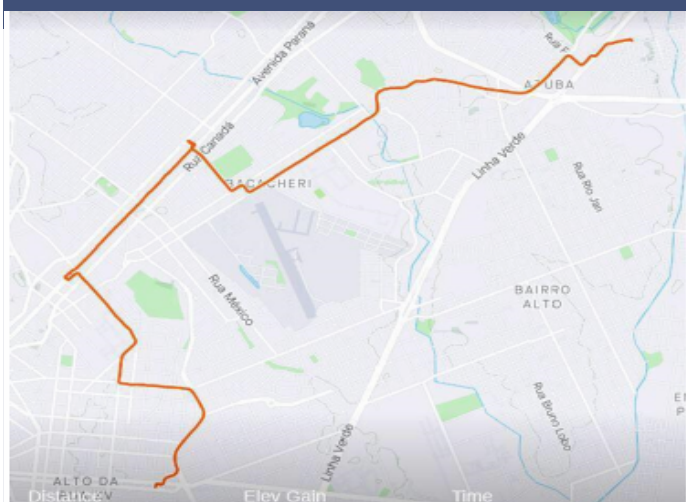 Rua F
Avenida Paraná
ATUBA
Rua Canadá
Linha Verde
BACACHERI
Rua Rio Jari
Rua México
BAIRRO
ALTO
Rua Bruno Lobo
Linha Verde
E
P
ALTO DA
Distance
Elev Gain
Time